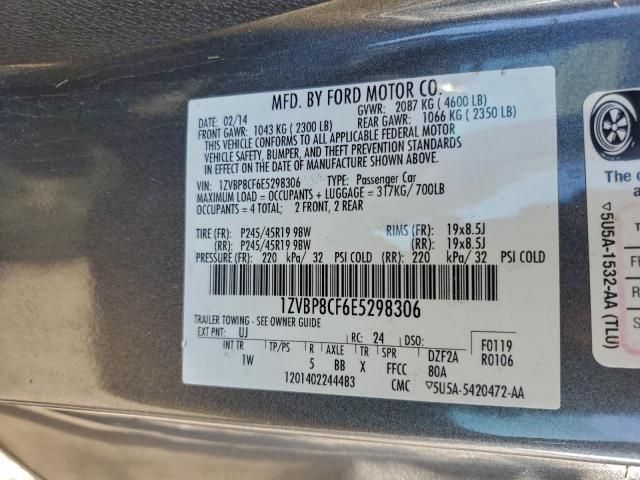 MFD. BY FORD MOTOR CO.
DATE: 02/14 GVWR: 2087 KG ( 4600 LB)
FRONT GAWR: 1043 KG ( 2300 LB) REAR GAWR: 1066 KG ( 2350 LB)
THIS VEHICLE CONFORMS TO ALL APPLICABLE FEDERAL MOTOR
VEHICLE SAFETY, BUMPER, AND THEFT PREVENTION STANDARDS
IN EFFECT ON THE DATE OF MANUFACTURE SHOWN ABOVE.
VIN: 1ZVBP8CF6E5298306 TYPE: Passenger Car
MAXIMUM LOAD = OCCUPANTS + LUGGAGE = 317KG/ 700LB
OCCUPANTS = 4 TOTAL; 2 FRONT, 2 REAR
TIRE (FR): P245/45R19 98W RIMS (FR): 19x8.5J
(RR): P245/45R19 98W (RR): 19x8.5J
PRESSURE (FR): 220 kPa/ 32 PSI COLD (RR): 220 kPa/ 32 PSI COLD
1ZVBP8CF6E5298306
TRAILER TOWING - SEE OWNER GUIDE
EXT PNT: UJ RC: 24 DSO: F0119
INT TR TP/PS R AXLE TR SPR DZF2A R0106
1W 5 BB X FFCC 80A
1201402244483 CMC ▽5U5A-5420472-AA
The
▽5U5A-1532-AA (TLU)